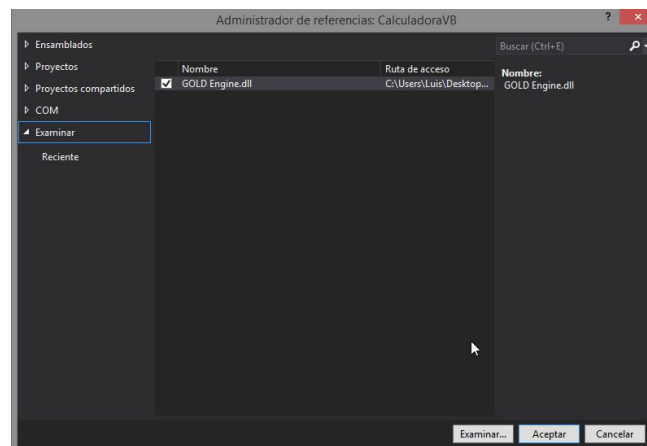 Administrador de referencias: CalculadoraVB
?
Ensamblados
Proyectos
Proyectos compartidos
COM
Examinar
Reciente
Nombre Ruta de acceso
GOLD Engine.dll C:\Users\Luis\Desktop...
Buscar (Ctrl+E)
Nombre:
GOLD Engine.dll
Examinar... Aceptar Cancelar